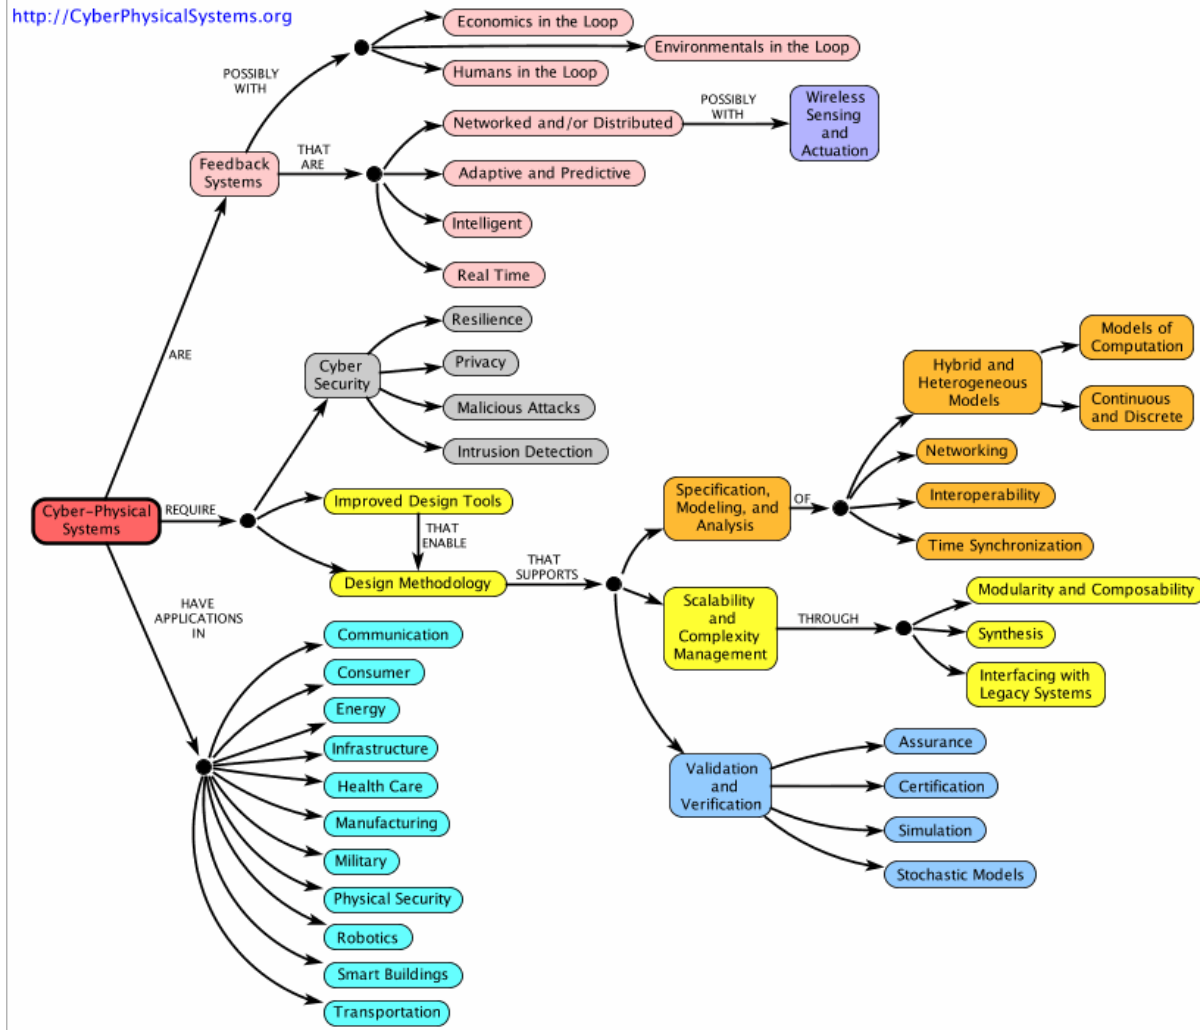 http://CyberPhysicalSystems.org
Economics in the Loop
Environmentals in the Loop
Humans in the Loop
POSSIBLY
WITH
Networked and/or Distributed
POSSIBLY
WITH
Wireless
Sensing
and
Actuation
Feedback
Systems
THAT
ARE
Adaptive and Predictive
Intelligent
Real Time
ARE
Resilience
Cyber
Security
Privacy
Malicious Attacks
Intrusion Detection
Cyber-Physical
Systems
REQUIRE
Improved Design Tools
THAT
ENABLE
Design Methodology
THAT
SUPPORTS
Specification,
Modeling, and
Analysis
OF
Hybrid and
Heterogeneous
Models
Models of
Computation
Continuous
and Discrete
Networking
Interoperability
Time Synchronization
Scalability
and
Complexity
Management
THROUGH
Modularity and Composability
Synthesis
Interfacing with
Legacy Systems
Validation
and
Verification
Assurance
Certification
Simulation
Stochastic Models
HAVE
APPLICATIONS
IN
Communication
Consumer
Energy
Infrastructure
Health Care
Manufacturing
Military
Physical Security
Robotics
Smart Buildings
Transportation